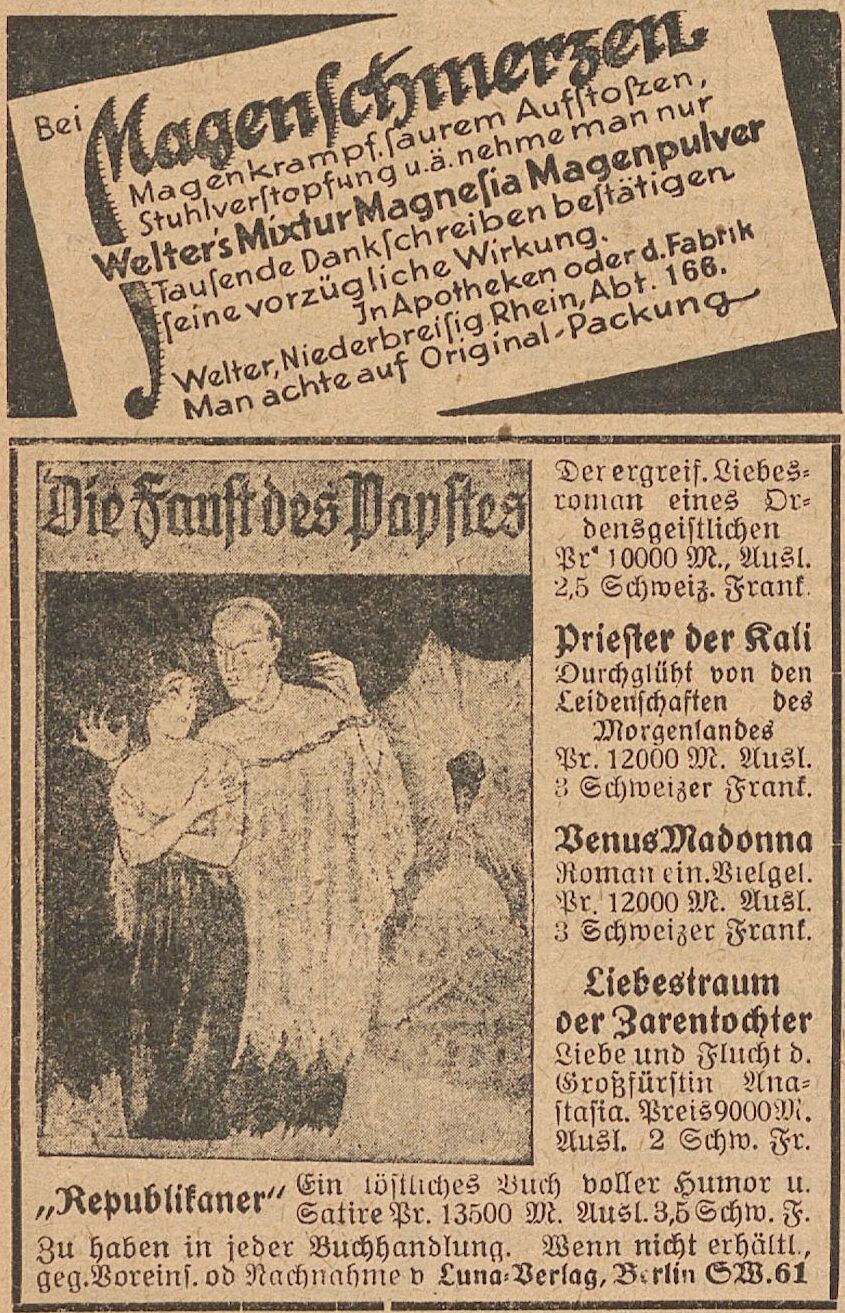 Bei Magenschmerzen
Magenkrampf, saurem Aufstoßen,
Stuhlverstopfung u.ä. nehme man nur
Welter's Mixtur Magnesia Magenpulver
Tausende Dankschreiben bestätigen
seine vorzügliche Wirkung.
In Apotheken oder d. Fabrik
Welter, Niederbreisig Rhein, Abt. 166.
Man achte auf Original-Packung
Die Faust des Papstes
Der ergreif. Liebes-
roman eines Or-
densgeistlichen
Pr. 10000 M., Ausl.
2,5 Schweiz. Frank.
Priester der Kali
Durchglüht von den
Leidenschaften des
Morgenlandes
Pr. 12000 M. Ausl.
3 Schweizer Frank.
Venus Madonna
Roman ein. Vielgel.
Pr. 12000 M. Ausl.
3 Schweizer Frank.
Liebestraum
der Zarentochter
Liebe und Flucht d.
Großfürstin Ana-
stasia. Preis 9000 M.
Ausl. 2 Schw. Fr.
„Republikaner" Ein köstliches Buch voller Humor u.
Satire Pr. 13500 M. Ausl. 3,5 Schw. F.
Zu haben in jeder Buchhandlung. Wenn nicht erhältl.,
geg. Voreins. od Nachnahme v Luna-Verlag, Berlin SW. 61